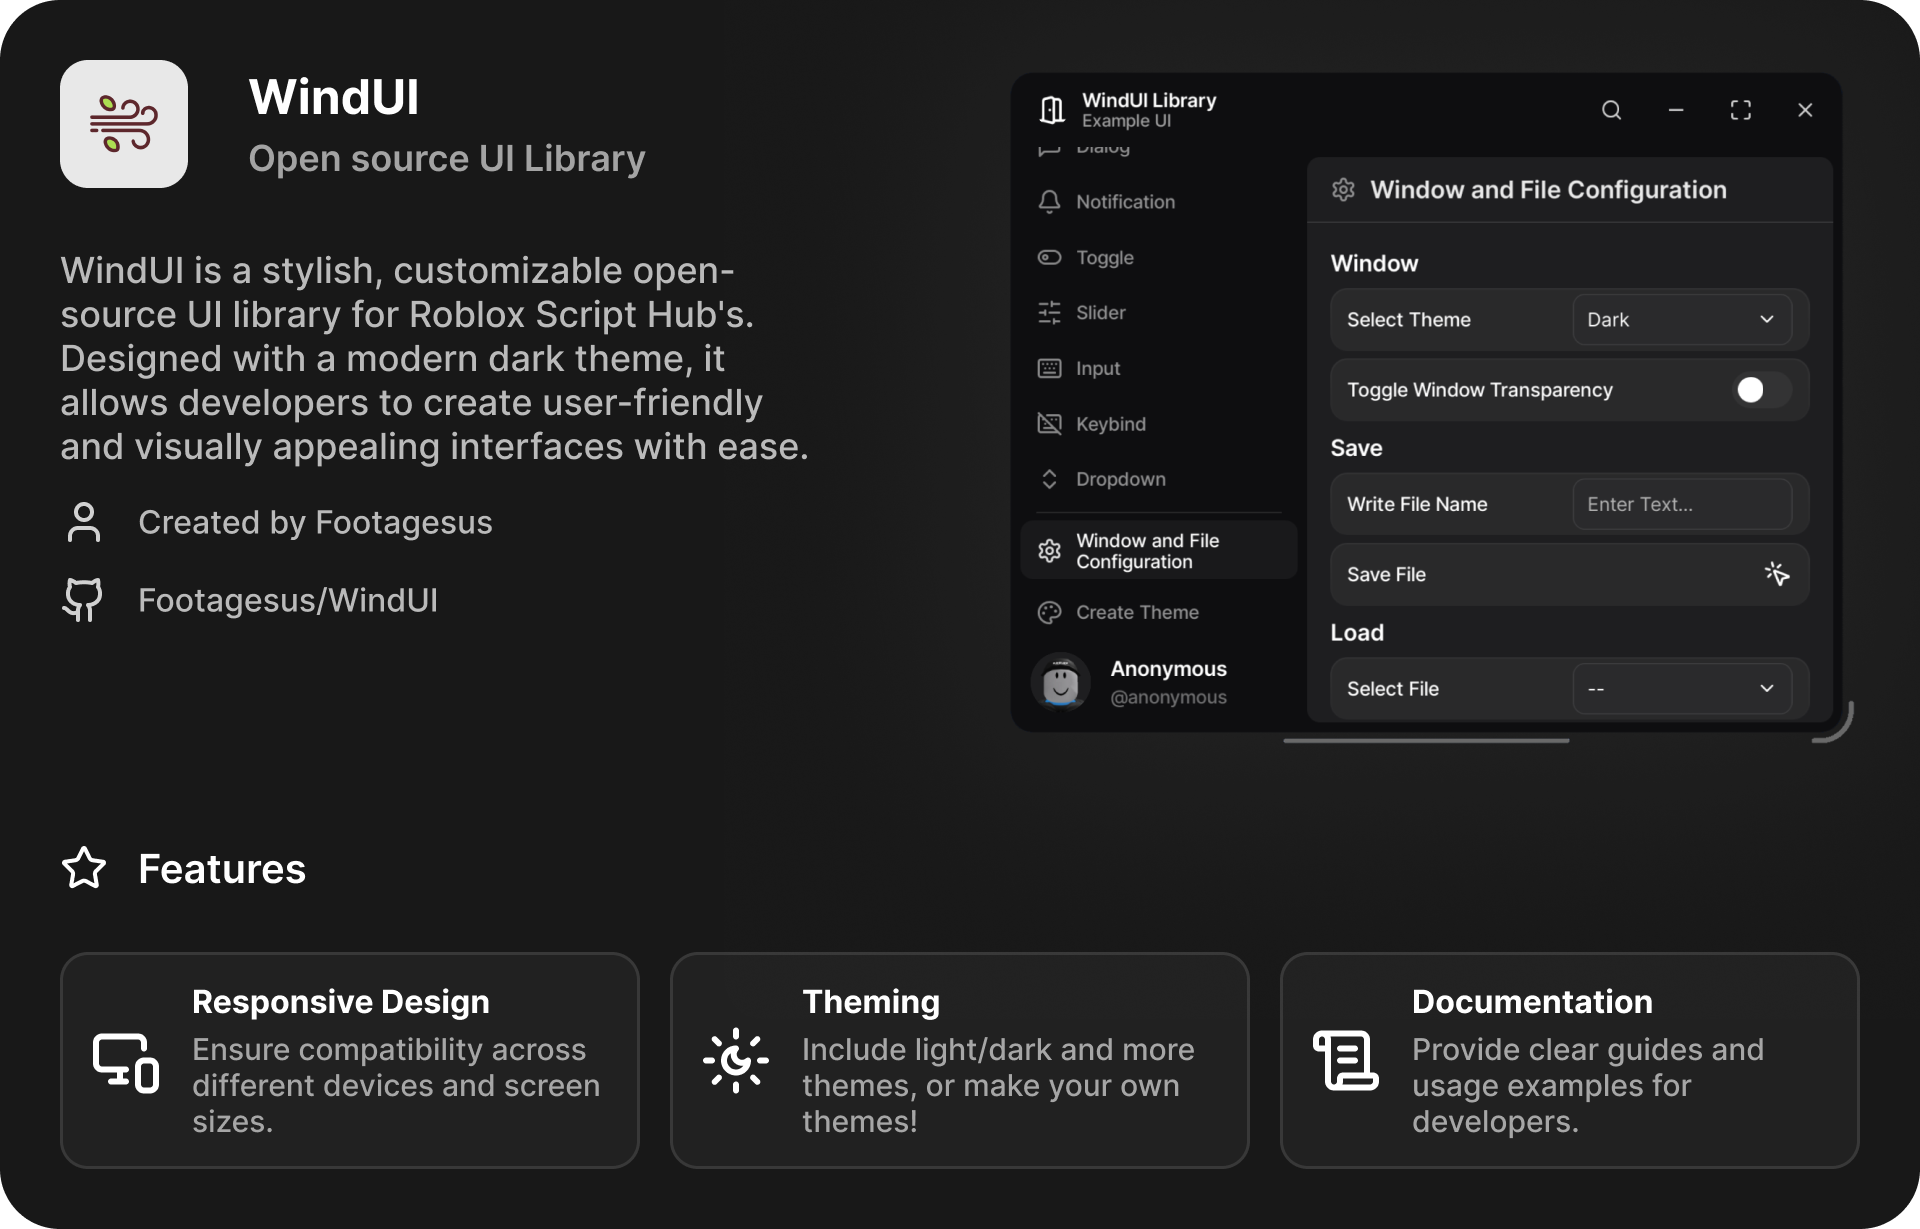 WindUI
Open source UI Library
WindUI is a stylish, customizable open-
source UI library for Roblox Script Hub's.
Designed with a modern dark theme, it
allows developers to create user-friendly
and visually appealing interfaces with ease.
Created by Footagesus
Footagesus/WindUI
WindUI Library
Example UI
Dialog
Notification
Toggle
Slider
Input
Keybind
Dropdown
Window and File
Configuration
Create Theme
Anonymous
@anonymous
Window and File Configuration
Window
Select Theme
Dark
Toggle Window Transparency
Save
Write File Name
Enter Text...
Save File
Load
Select File
--
Features
Responsive Design
Ensure compatibility across
different devices and screen
sizes.
Theming
Include light/dark and more
themes, or make your own
themes!
Documentation
Provide clear guides and
usage examples for
developers.